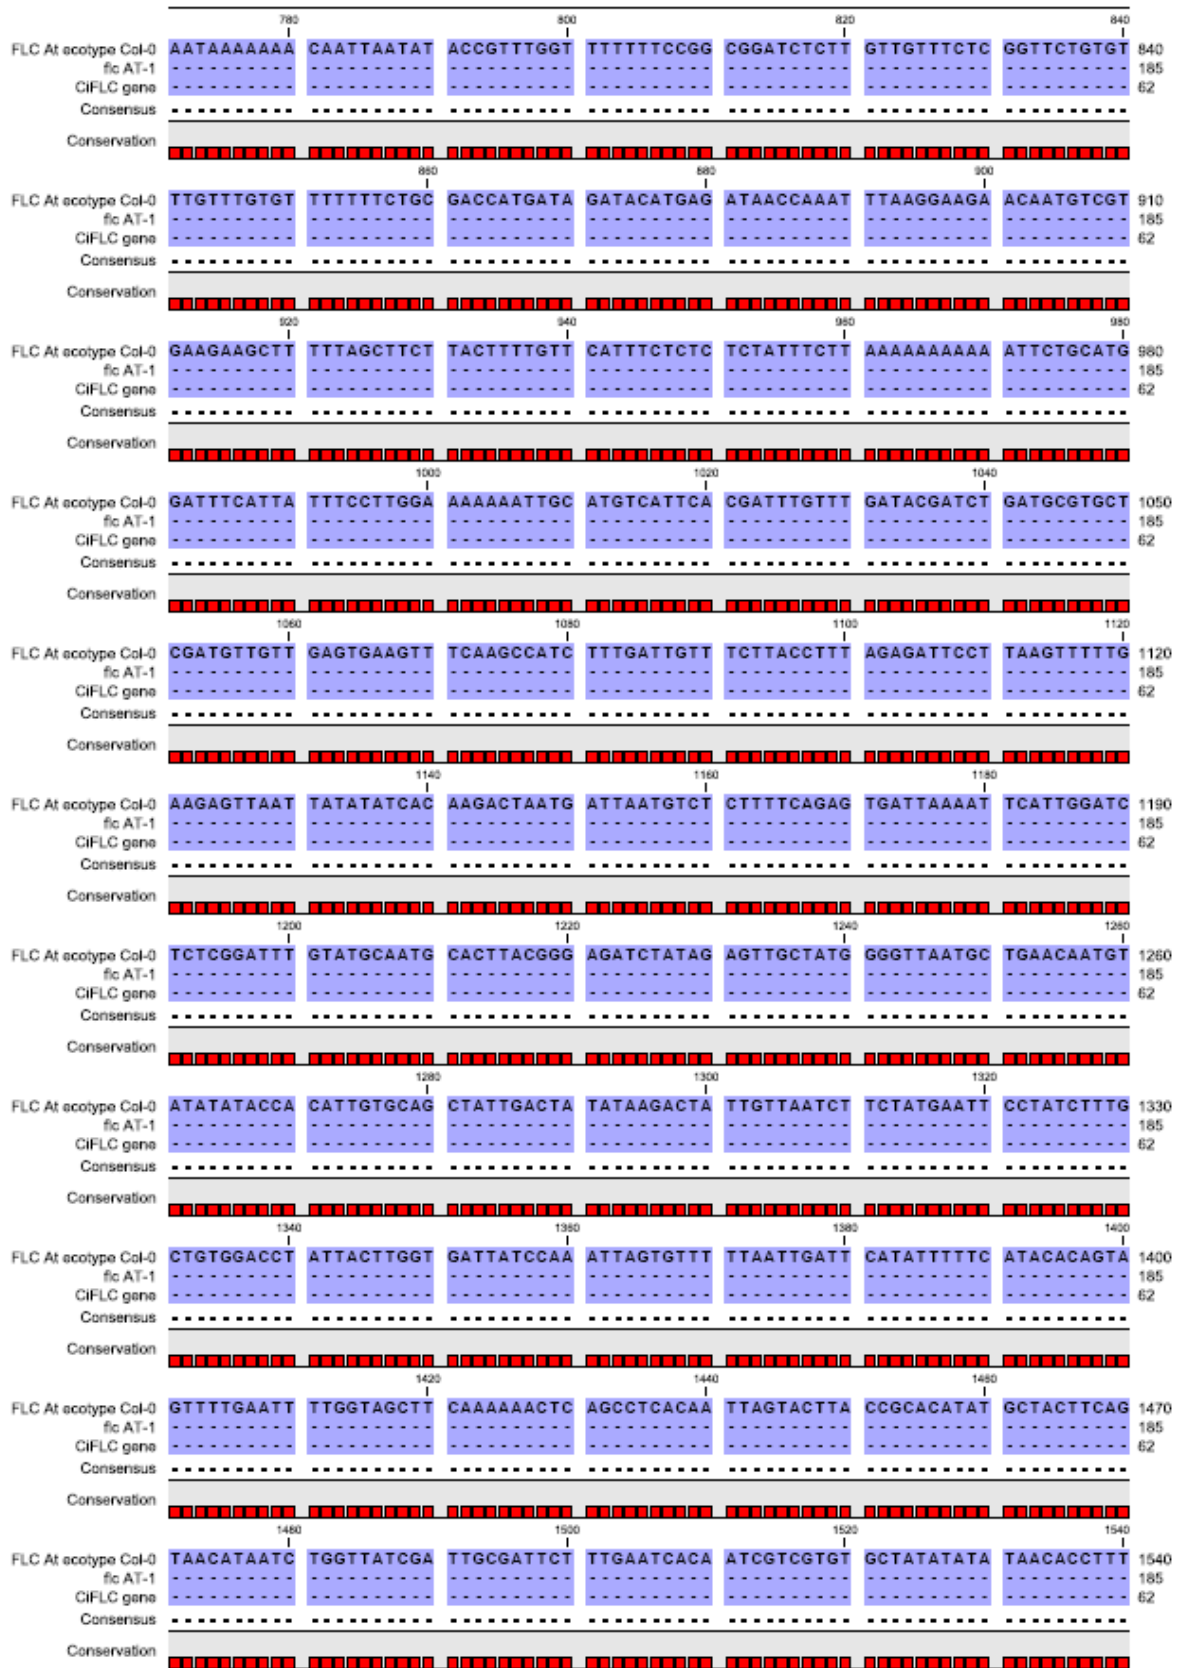 780 800 820 840
FLC At ecotype Col-0 AATAAAAAAA CAATTAATAT ACCGTTTGGT TTTTTTCCGG CGGATCTCTT GTTGTTTCTC GGTTCTGTGT 840
flc AT-1 ---------- ---------- ---------- ---------- ---------- ---------- ---------- 185
CiFLC gene ---------- ---------- ---------- ---------- ---------- ---------- ---------- 62
Consensus ---------- ---------- ---------- ---------- ---------- ---------- ----------
Conservation
860 880 900
FLC At ecotype Col-0 TTGTTTGTGT TTTTTTCTGC GACCATGATA GATACATGAG ATAACCAAAT TTAAGGAAGA ACAATGTCGT 910
flc AT-1 ---------- ---------- ---------- ---------- ---------- ---------- ---------- 185
CiFLC gene ---------- ---------- ---------- ---------- ---------- ---------- ---------- 62
Consensus ---------- ---------- ---------- ---------- ---------- ---------- ----------
Conservation
920 940 960 980
FLC At ecotype Col-0 GAAGAAGCTT TTTAGCTTCT TACTTTTGTT CATTTCTCTC TCTATTTCTT AAAAAAAAAA ATTCTGCATG 980
flc AT-1 ---------- ---------- ---------- ---------- ---------- ---------- ---------- 185
CiFLC gene ---------- ---------- ---------- ---------- ---------- ---------- ---------- 62
Consensus ---------- ---------- ---------- ---------- ---------- ---------- ----------
Conservation
1000 1020 1040
FLC At ecotype Col-0 GATTTCATTA TTTCCTTGGA AAAAAATTGC ATGTCATTCA CGATTTGTTT GATACGATCT GATGCGTGCT 1050
flc AT-1 ---------- ---------- ---------- ---------- ---------- ---------- ---------- 185
CiFLC gene ---------- ---------- ---------- ---------- ---------- ---------- ---------- 62
Consensus ---------- ---------- ---------- ---------- ---------- ---------- ----------
Conservation
1060 1080 1100 1120
FLC At ecotype Col-0 CGATGTTGTT GAGTGAAGTT TCAAGCCATC TTTGATTGTT TCTTACCTTT AGAGATTCCT TAAGTTTTTG 1120
flc AT-1 ---------- ---------- ---------- ---------- ---------- ---------- ---------- 185
CiFLC gene ---------- ---------- ---------- ---------- ---------- ---------- ---------- 62
Consensus ---------- ---------- ---------- ---------- ---------- ---------- ----------
Conservation
1140 1160 1180
FLC At ecotype Col-0 AAGAGTTAAT TATATATCAC AAGACTAATG ATTAATGTCT CTTTTCAGAG TGATTAAAAT TCATTGGATC 1190
flc AT-1 ---------- ---------- ---------- ---------- ---------- ---------- ---------- 185
CiFLC gene ---------- ---------- ---------- ---------- ---------- ---------- ---------- 62
Consensus ---------- ---------- ---------- ---------- ---------- ---------- ----------
Conservation
1200 1220 1240 1260
FLC At ecotype Col-0 TCTCGGATTT GTATGCAATG CACTTACGGG AGATCTATAG AGTTGCTATG GGGTTAATGC TGAACAATGT 1260
flc AT-1 ---------- ---------- ---------- ---------- ---------- ---------- ---------- 185
CiFLC gene ---------- ---------- ---------- ---------- ---------- ---------- ---------- 62
Consensus ---------- ---------- ---------- ---------- ---------- ---------- ----------
Conservation
1280 1300 1320
FLC At ecotype Col-0 ATATATACCA CATTGTGCAG CTATTGACTA TATAAGACTA TTGTTAATCT TCTATGAATT CCTATCTTTG 1330
flc AT-1 ---------- ---------- ---------- ---------- ---------- ---------- ---------- 185
CiFLC gene ---------- ---------- ---------- ---------- ---------- ---------- ---------- 62
Consensus ---------- ---------- ---------- ---------- ---------- ---------- ----------
Conservation
1340 1360 1380 1400
FLC At ecotype Col-0 CTGTGGACCT ATTACTTGGT GATTATCCAA ATTAGTGTTT TTAATTGATT CATATTTTTC ATACACAGTA 1400
flc AT-1 ---------- ---------- ---------- ---------- ---------- ---------- ---------- 185
CiFLC gene ---------- ---------- ---------- ---------- ---------- ---------- ---------- 62
Consensus ---------- ---------- ---------- ---------- ---------- ---------- ----------
Conservation
1420 1440 1460
FLC At ecotype Col-0 GTTTTGAATT TTGGTAGCTT CAAAAAACTC AGCCTCACAA TTAGTACTTA CCGCACATAT GCTACTTCAG 1470
flc AT-1 ---------- ---------- ---------- ---------- ---------- ---------- ---------- 185
CiFLC gene ---------- ---------- ---------- ---------- ---------- ---------- ---------- 62
Consensus ---------- ---------- ---------- ---------- ---------- ---------- ----------
Conservation
1480 1500 1520 1540
FLC At ecotype Col-0 TAACATAATC TGGTTATCGA TTGCGATTCT TTGAATCACA ATCGTCGTGT GCTATATATA TAACACCTTT 1540
flc AT-1 ---------- ---------- ---------- ---------- ---------- ---------- ---------- 185
CiFLC gene ---------- ---------- ---------- ---------- ---------- ---------- ---------- 62
Consensus ---------- ---------- ---------- ---------- ---------- ---------- ----------
Conservation